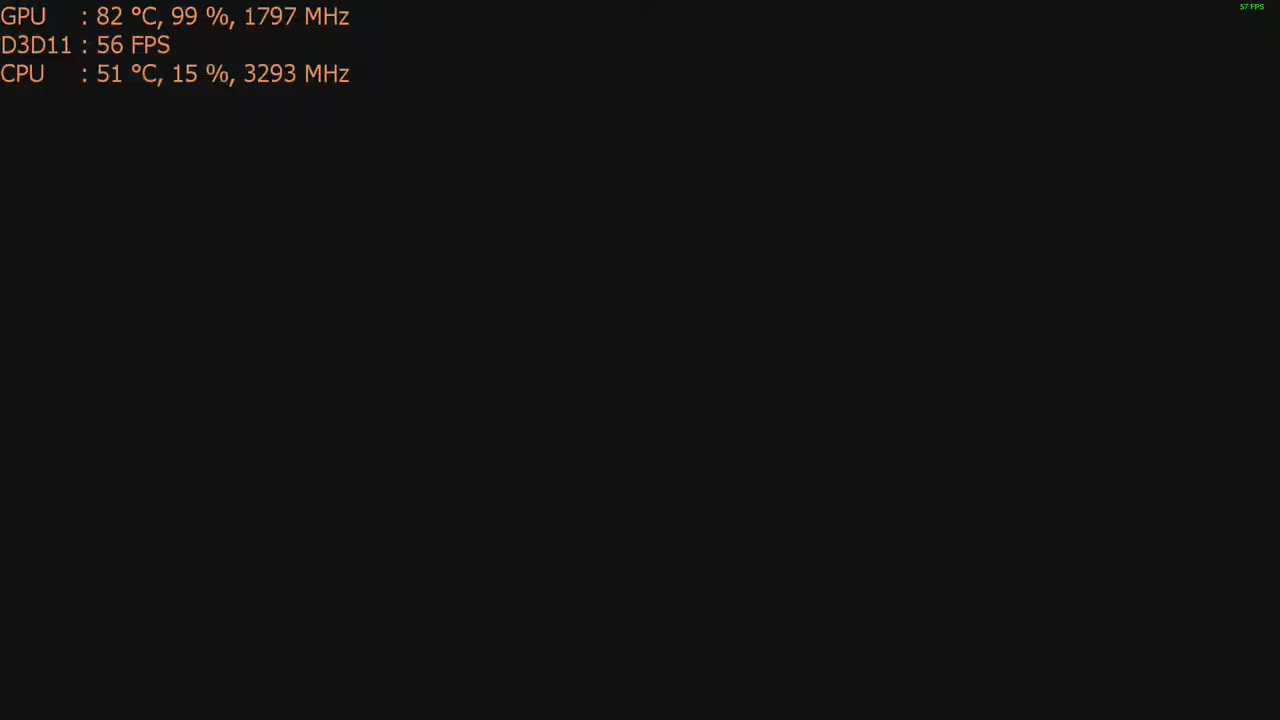 GPU : 82 °C, 99 %, 1797 MHz
57 FPS
D3D11 : 56 FPS
CPU : 51 °C, 15 %, 3293 MHz